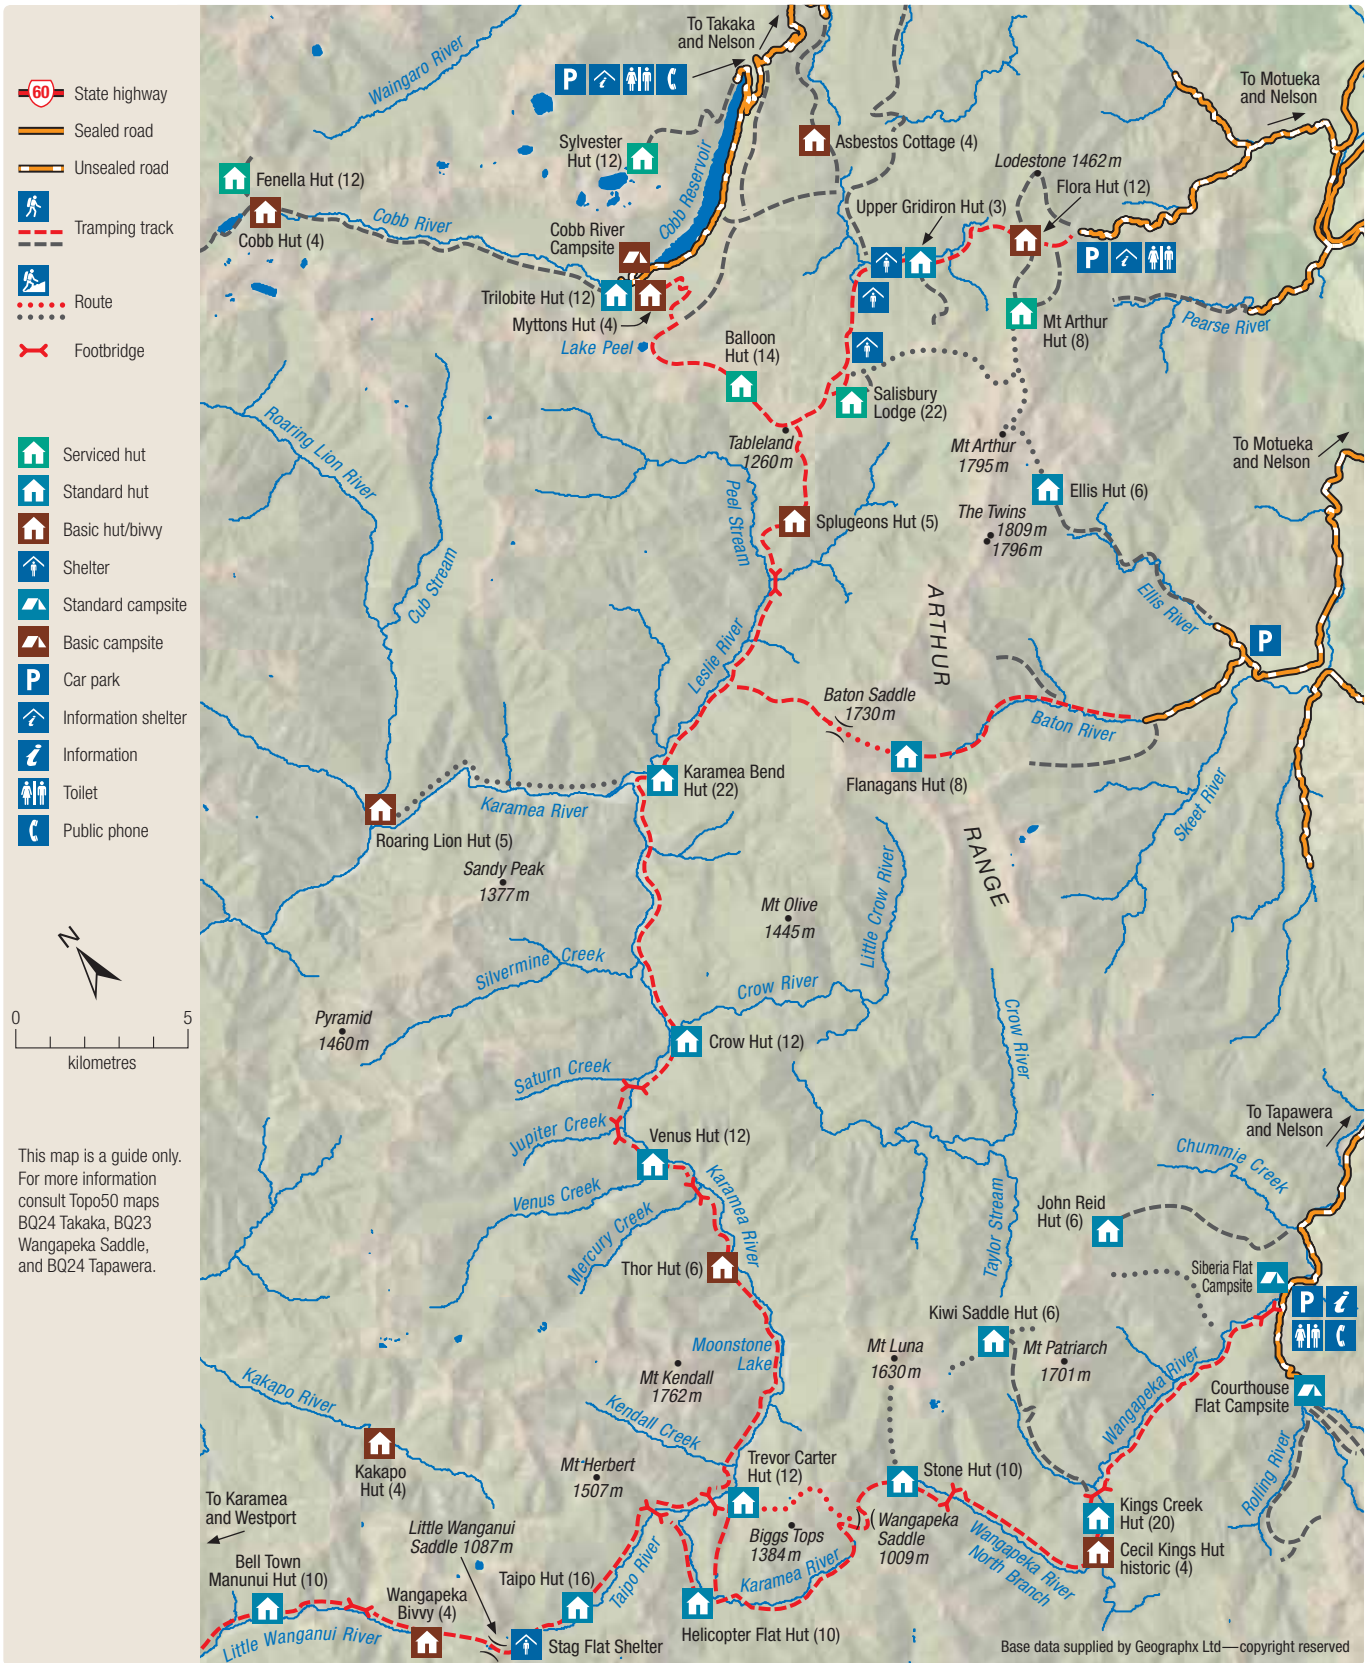 60
State highway
Sealed road
Unsealed road
Tramping track
Route
Footbridge
Serviced hut
Standard hut
Basic hut/bivvy
Shelter
Standard campsite
Basic campsite
P
Car park
Information shelter
i
Information
Toilet
Public phone
N
0
5
kilometres
This map is a guide only.
For more information
consult Topo50 maps
BQ24 Takaka, BQ23
Wangapeka Saddle,
and BQ24 Tapawera.
To Takaka
and Nelson
Waingaro River
P
To Motueka
and Nelson
Sylvester
Hut (12)
Asbestos Cottage (4)
Lodestone 1462 m
Fenella Hut (12)
Cobb Reservoir
Flora Hut (12)
Upper Gridiron Hut (3)
Cobb River
Cobb Hut (4)
Cobb River
Campsite
P
Trilobite Hut (12)
Myttons Hut (4)
Lake Peel
Mt Arthur
Hut (8)
Pearse River
Balloon
Hut (14)
Salisbury
Lodge (22)
Roaring Lion River
Tableland
1260 m
Mt Arthur
1795 m
To Motueka
and Nelson
Ellis Hut (6)
Peel Stream
Splugeons Hut (5)
The Twins
1809 m
1796 m
Cub Stream
ARTHUR
Ellis River
P
Leslie River
Baton Saddle
1730 m
Baton River
Karamea Bend
Hut (22)
Flanagans Hut (8)
Karamea River
Skeet River
Roaring Lion Hut (5)
RANGE
Sandy Peak
1377 m
Mt Olive
1445 m
Little Crow River
Silvermine Creek
Crow River
Pyramid
1460 m
Crow Hut (12)
Crow River
Saturn Creek
Jupiter Creek
Venus Hut (12)
To Tapawera
and Nelson
Chummie Creek
Venus Creek
Karamea River
Mercury Creek
John Reid
Hut (6)
Taylor Stream
Thor Hut (6)
Siberia Flat
Campsite
P
i
Kiwi Saddle Hut (6)
Moonstone
Lake
Mt Luna
1630 m
Mt Patriarch
1701 m
Mt Kendall
1762 m
Kakapo River
Wangapeka River
Courthouse
Flat Campsite
Kendall Creek
Kakapo
Hut (4)
Mt Herbert
1507 m
Trevor Carter
Hut (12)
Stone Hut (10)
Rolling River
To Karamea
and Westport
Little Wanganui
Saddle 1087 m
Biggs Tops
1384 m
Wangapeka
Saddle
1009 m
Kings Creek
Hut (20)
Wangapeka River
North Branch
Cecil Kings Hut
historic (4)
Bell Town
Manunui Hut (10)
Wangapeka
Bivvy (4)
Taipo Hut (16)
Taipo River
Karamea River
Little Wanganui River
Stag Flat Shelter
Helicopter Flat Hut (10)
Base data supplied by Geographx Ltd—copyright reserved